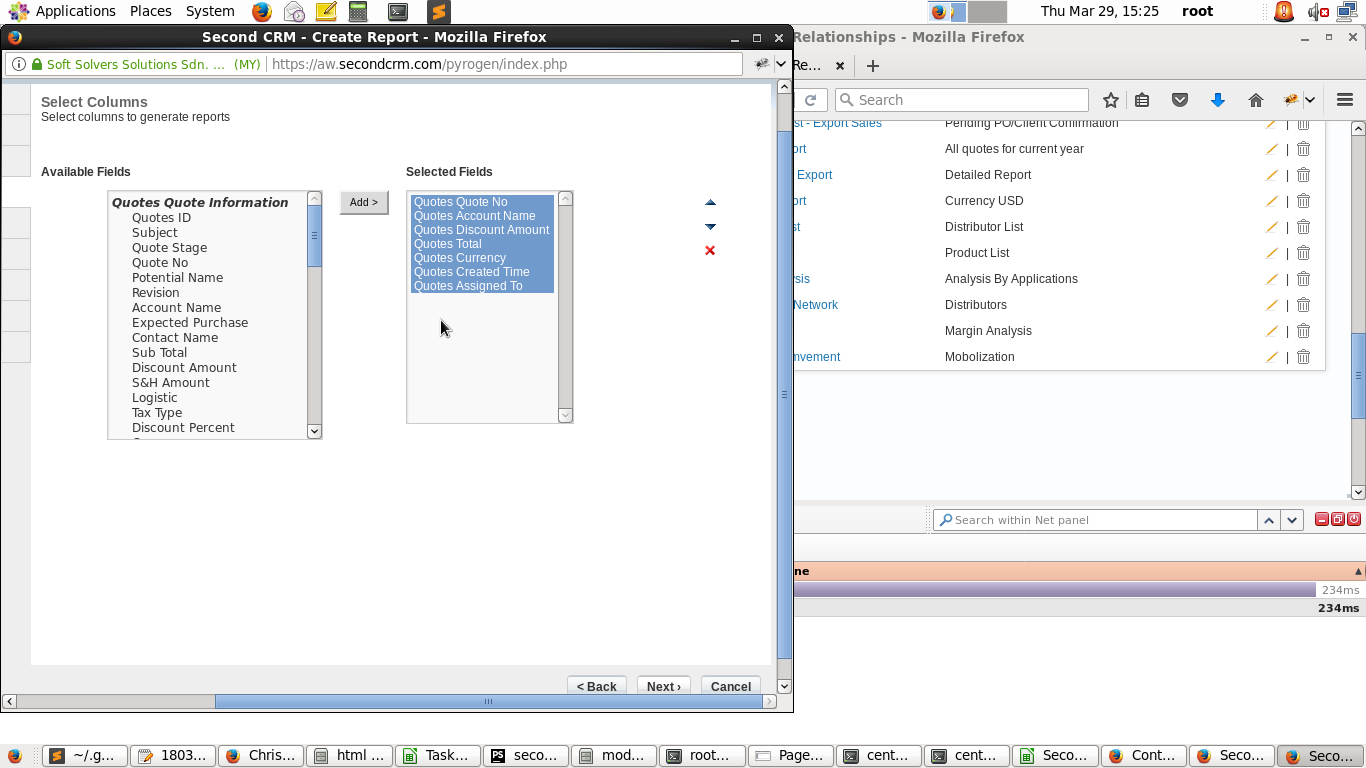 Applications Places System
Thu Mar 29, 15:25 root
Second CRM - Create Report - Mozilla Firefox
Relationships - Mozilla Firefox
Soft Solvers Solutions Sdn. ... (MY)
https://aw.secondcrm.com/pyrogen/index.php
Re...
Search
Select Columns
Select columns to generate reports
Available Fields
Quotes Quote Information
Quotes ID
Subject
Quote Stage
Quote No
Potential Name
Revision
Account Name
Expected Purchase
Contact Name
Sub Total
Discount Amount
S&H Amount
Logistic
Tax Type
Discount Percent
Add >
Selected Fields
Quotes Quote No
Quotes Account Name
Quotes Discount Amount
Quotes Total
Quotes Currency
Quotes Created Time
Quotes Assigned To
< Back
Next ›
Cancel
st - Export Sales Pending PO/Client Confirmation |
ort All quotes for current year |
Export Detailed Report |
ort Currency USD |
st Distributor List |
Product List |
sis Analysis By Applications |
Network Distributors |
Margin Analysis |
mvement Mobolization |
Search within Net panel
ne
234ms
234ms
~/.g...
1803...
Chris...
html ...
Task...
seco...
mod...
root...
Page...
cent...
cent...
Seco...
Cont...
Seco...
Seco...